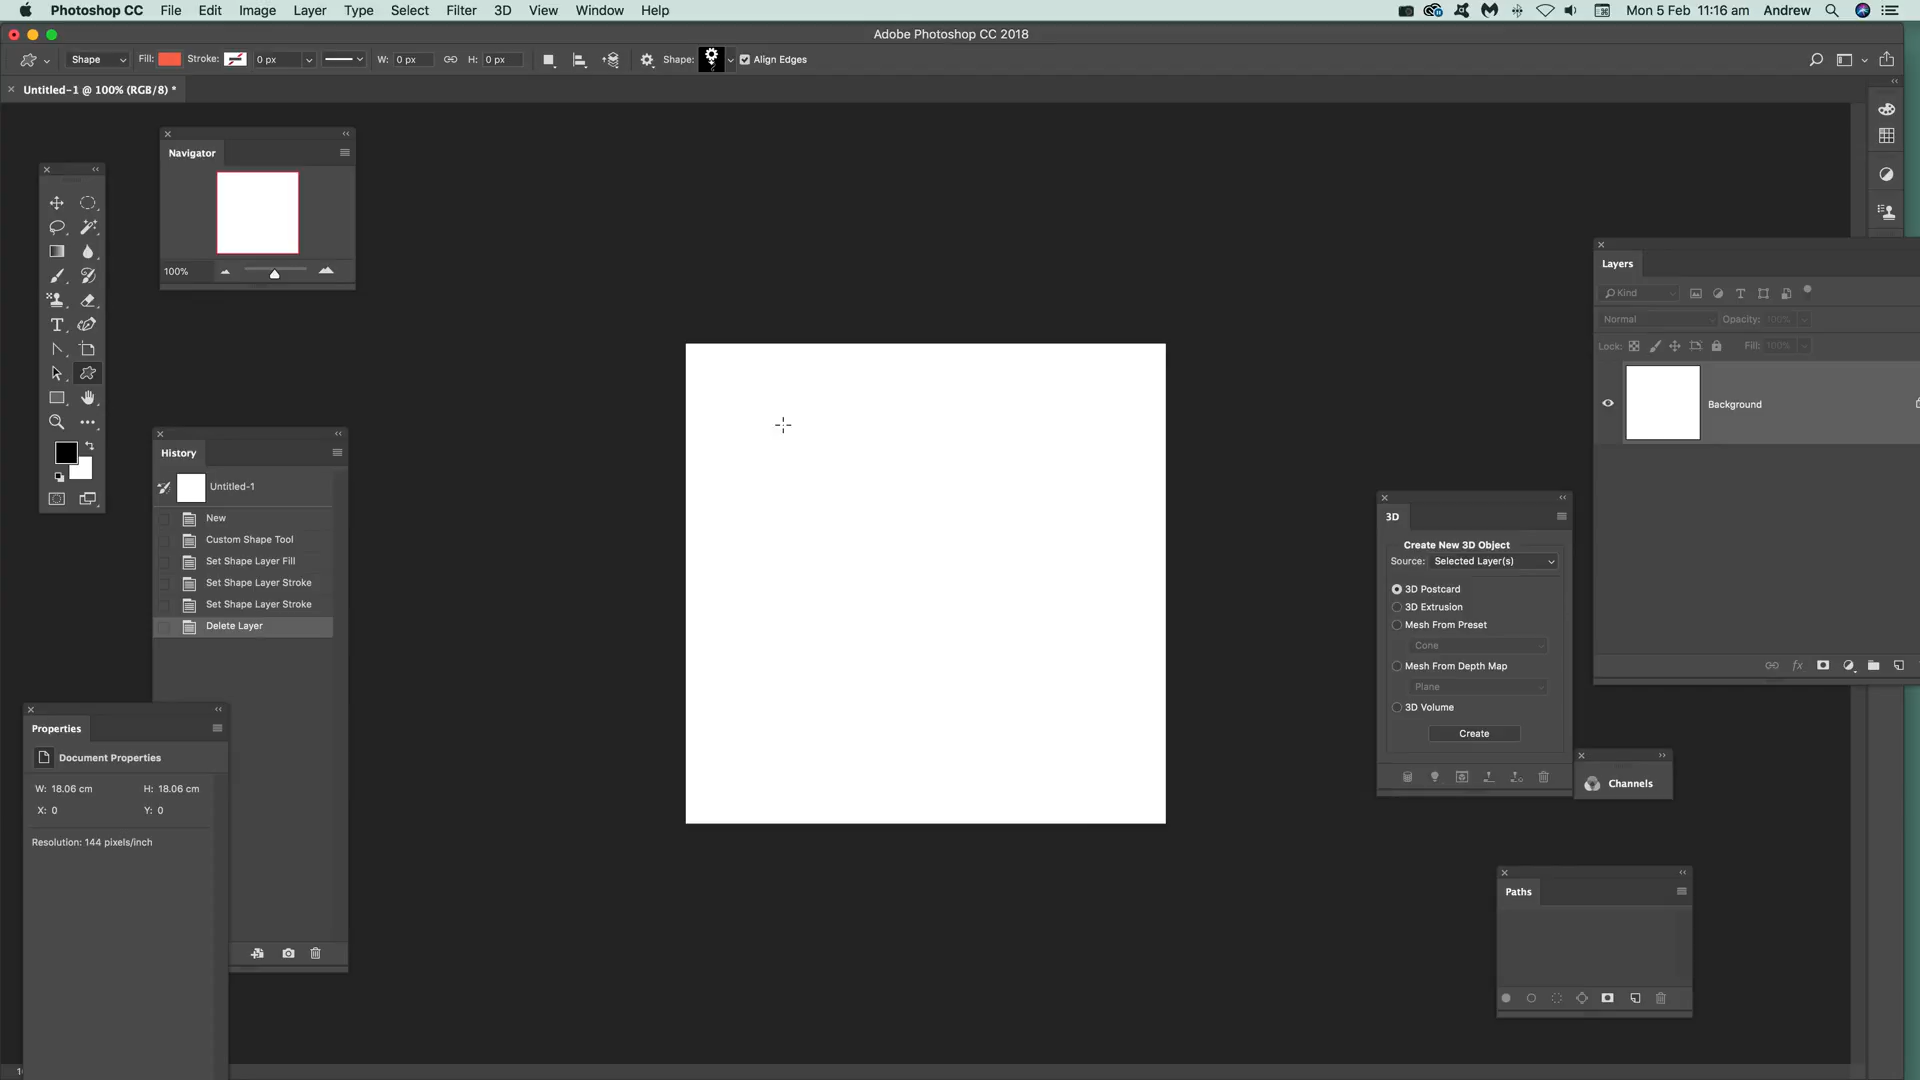 Photoshop CC File Edit Image Layer Type Select Filter 3D View Window Help Mon 5 Feb 11:16 am Andrew
Adobe Photoshop CC 2018
Shape Fill: Stroke: 0 px W: 0 px H: 0 px Shape: Align Edges
Untitled-1 @ 100% (RGB/8) *
Navigator
100%
History
Untitled-1
New
Custom Shape Tool
Set Shape Layer Fill
Set Shape Layer Stroke
Set Shape Layer Stroke
Delete Layer
Properties
Document Properties
W: 18.06 cm H: 18.06 cm
X: 0 Y: 0
Resolution: 144 pixels/inch
Layers
Kind
Normal Opacity: 100%
Lock: Fill: 100%
Background
3D
Create New 3D Object
Source: Selected Layer(s)
3D Postcard
3D Extrusion
Mesh From Preset
Cone
Mesh From Depth Map
Plane
3D Volume
Create
Channels
Paths